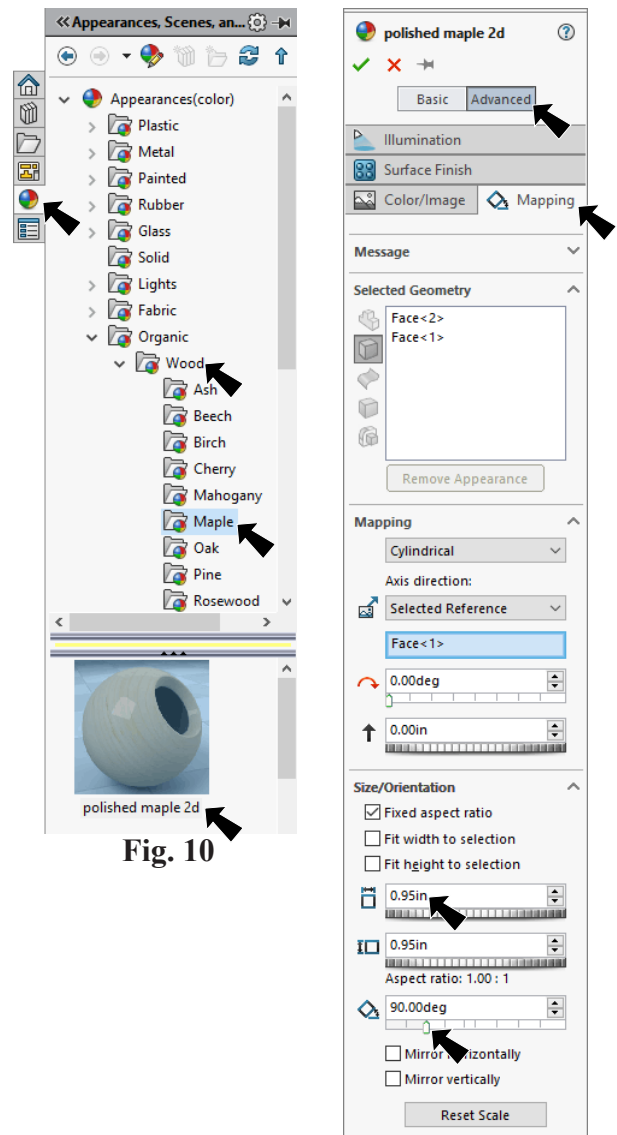 Appearances, Scenes, an...
Appearances(color)
Plastic
Metal
Painted
Rubber
Glass
Solid
Lights
Fabric
Organic
Wood
Ash
Beech
Birch
Cherry
Mahogany
Maple
Oak
Pine
Rosewood
polished maple 2d
Fig. 10
polished maple 2d
Basic Advanced
Illumination
Surface Finish
Color/Image Mapping
Message
Selected Geometry
Face<2>
Face<1>
Remove Appearance
Mapping
Cylindrical
Axis direction:
Selected Reference
Face<1>
0.00deg
0.00in
Size/Orientation
Fixed aspect ratio
Fit width to selection
Fit height to selection
0.95in
0.95in
Aspect ratio: 1.00 : 1
90.00deg
Mirror horizontally
Mirror vertically
Reset Scale